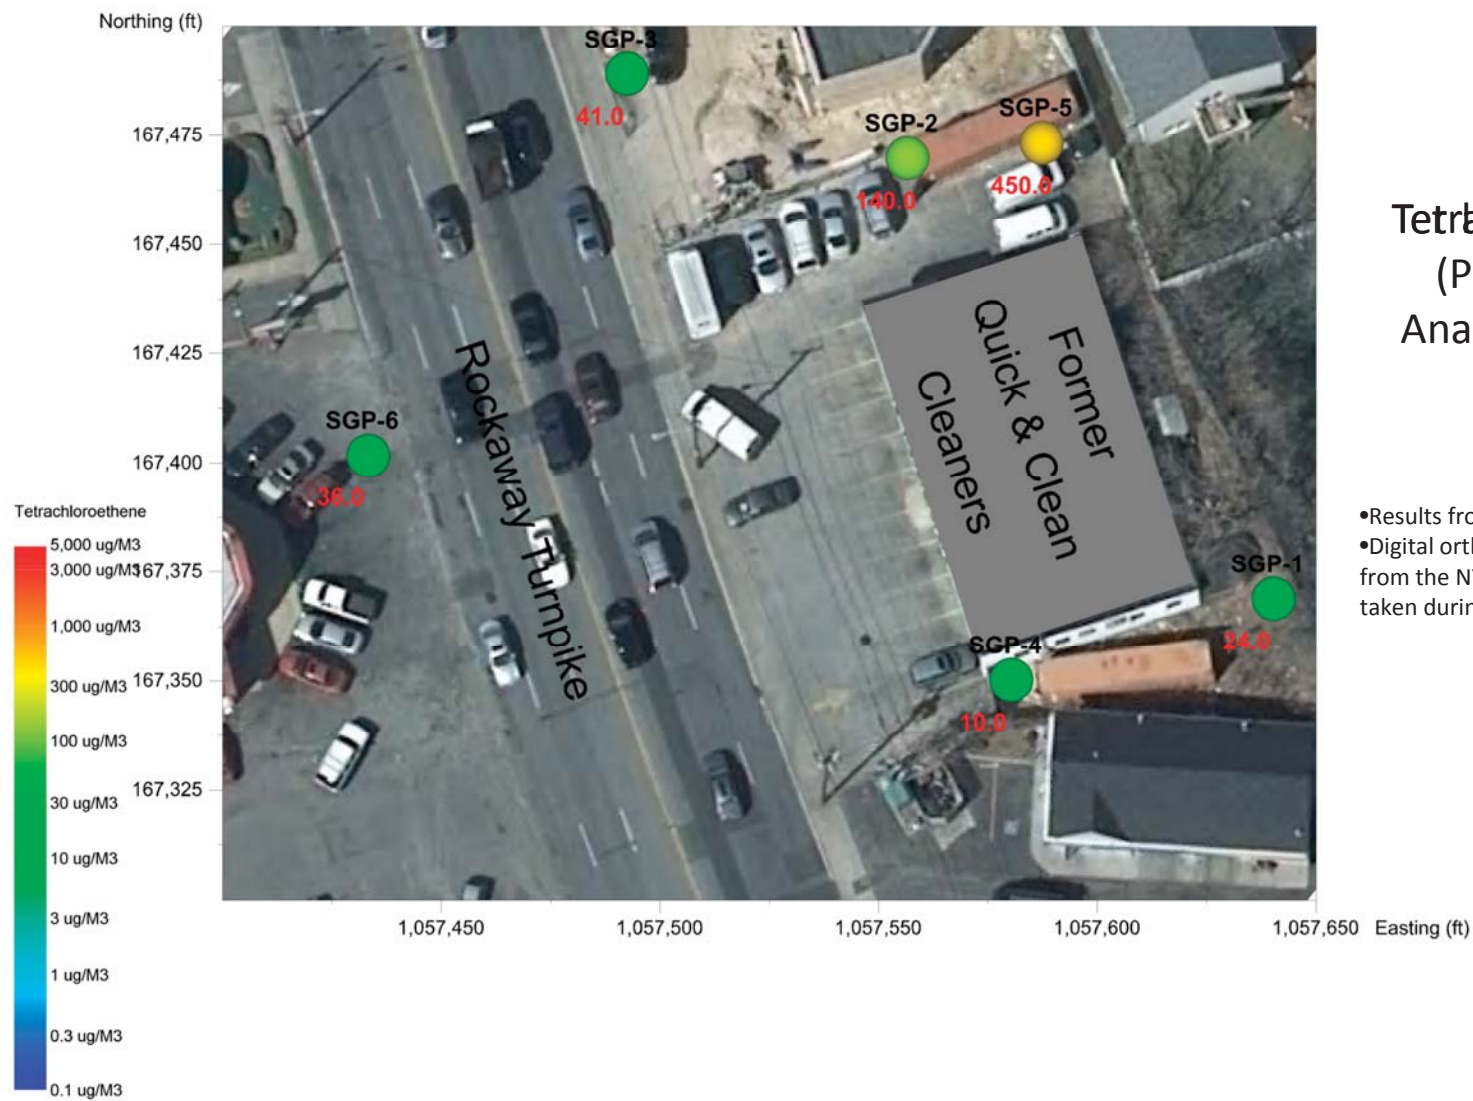 Northing (ft)
SGP-3
41.0
167,475
SGP-2
SGP-5
140.0
450.0
167,450
167,425
Former
Quick & Clean
Cleaners
Rockaway Turnpike
SGP-6
167,400
36.0
Tetrachloroethene
5,000 ug/M3
3,000 ug/M3
167,375
1,000 ug/M3
300 ug/M3
167,350
100 ug/M3
167,325
30 ug/M3
10 ug/M3
3 ug/M3
1 ug/M3
0.3 ug/M3
0.1 ug/M3
SGP-1
24.0
SGP-4
10.0
1,057,450
1,057,500
1,057,550
1,057,600
1,057,650
Easting (ft)
(P
Ana
•Results fro
•Digital orth
from the
taken durin